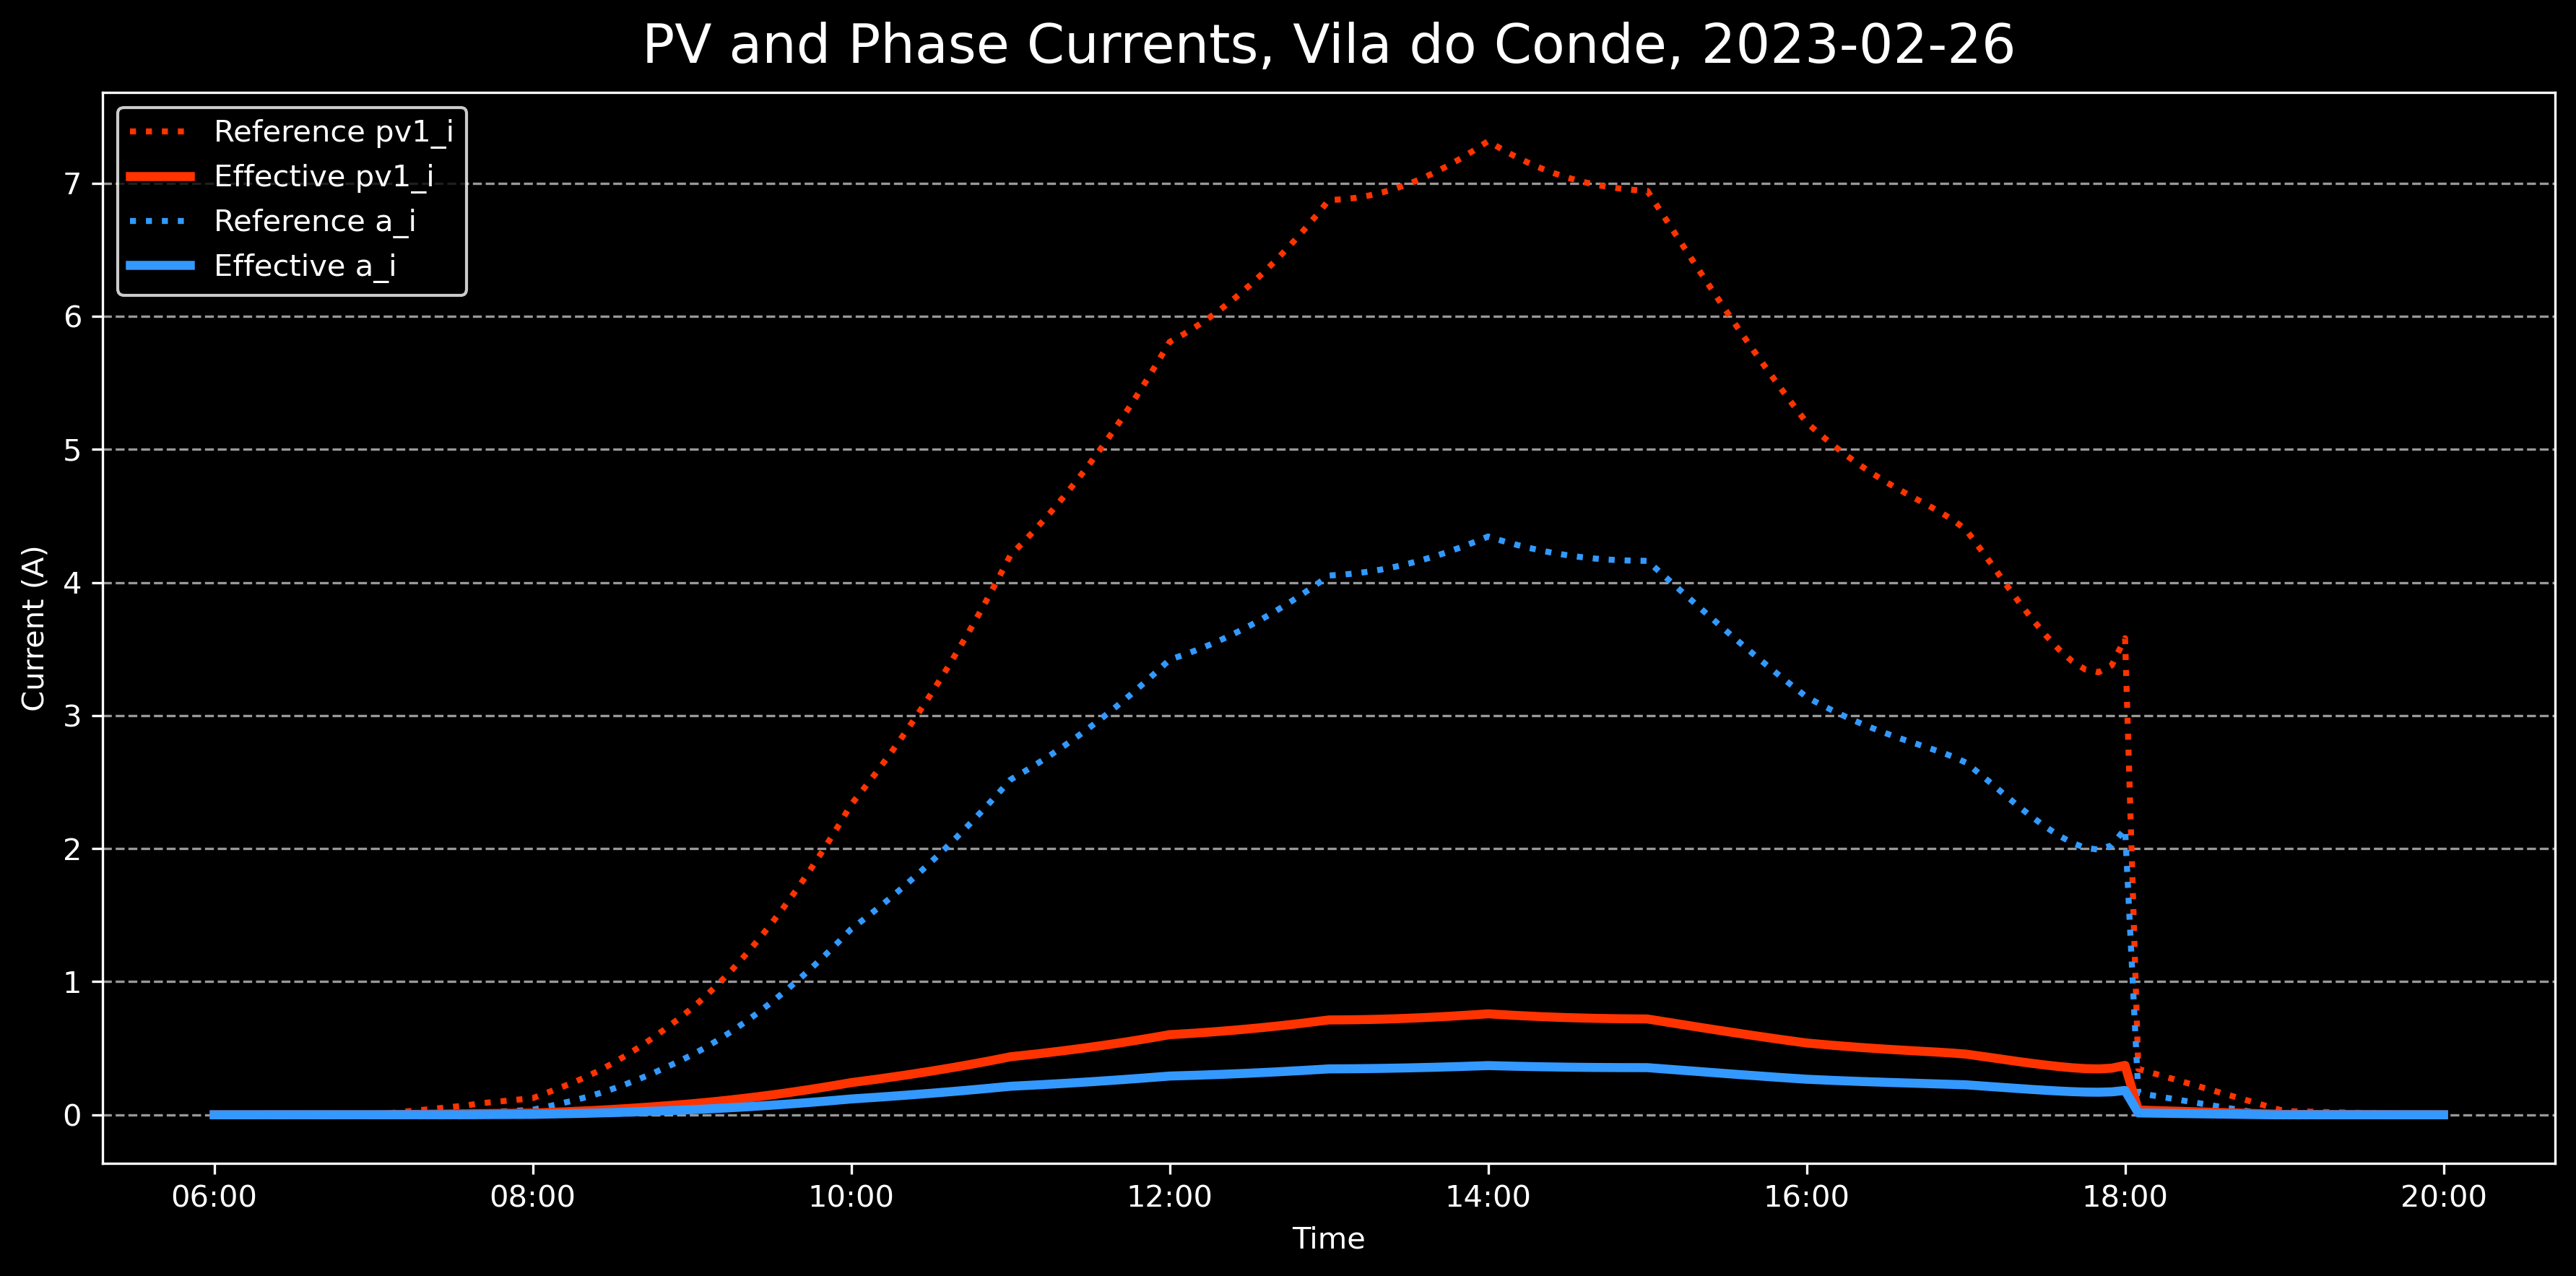 PV and Phase Currents, Vila do Conde, 2023-02-26
Reference pv1_i
Effective pv1_i
Reference a_i
Effective a_i
7
6
5
4
3
2
1
0
Current (A)
06:00 08:00 10:00 12:00 14:00 16:00 18:00 20:00
Time